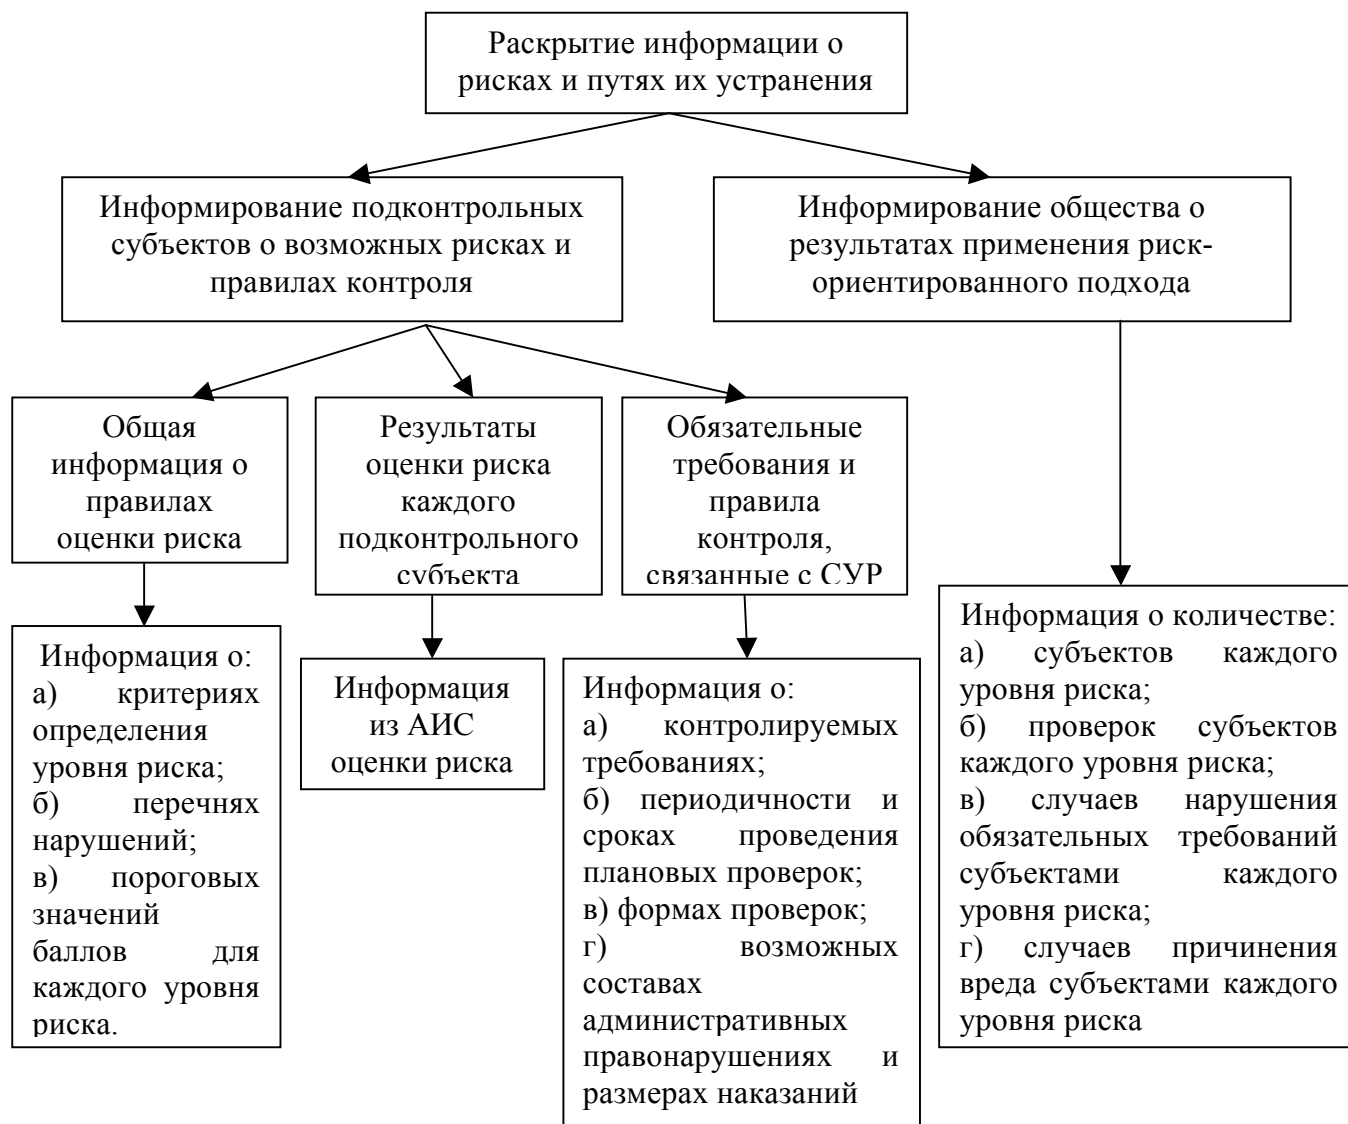 Раскрытие информации о
рисках и путях их устранения
Информирование подконтрольных
субъектов о возможных рисках и
правилах контроля
Информирование общества о
результатах применения риск-
ориентированного подхода
Общая
информация о
правилах
оценки риска
Результаты
оценки риска
каждого
подконтрольного
субъекта
Обязательные
требования и
правила
контроля,
связанные с СУР
Информация о:
а) критериях
определения
уровня риска;
б) перечнях
нарушений;
в) пороговых
значений
баллов для
каждого уровня
риска.
Информация
из АИС
оценки риска
Информация о:
а) контролируемых
требованиях;
б) периодичности и
сроках проведения
плановых проверок;
в) формах проверок;
г) возможных
составах
административных
правонарушениях и
размерах наказаний
Информация о количестве:
а) субъектов каждого
уровня риска;
б) проверок субъектов
каждого уровня риска;
в) случаев нарушения
обязательных требований
субъектами каждого
уровня риска;
г) случаев причинения
вреда субъектами каждого
уровня риска